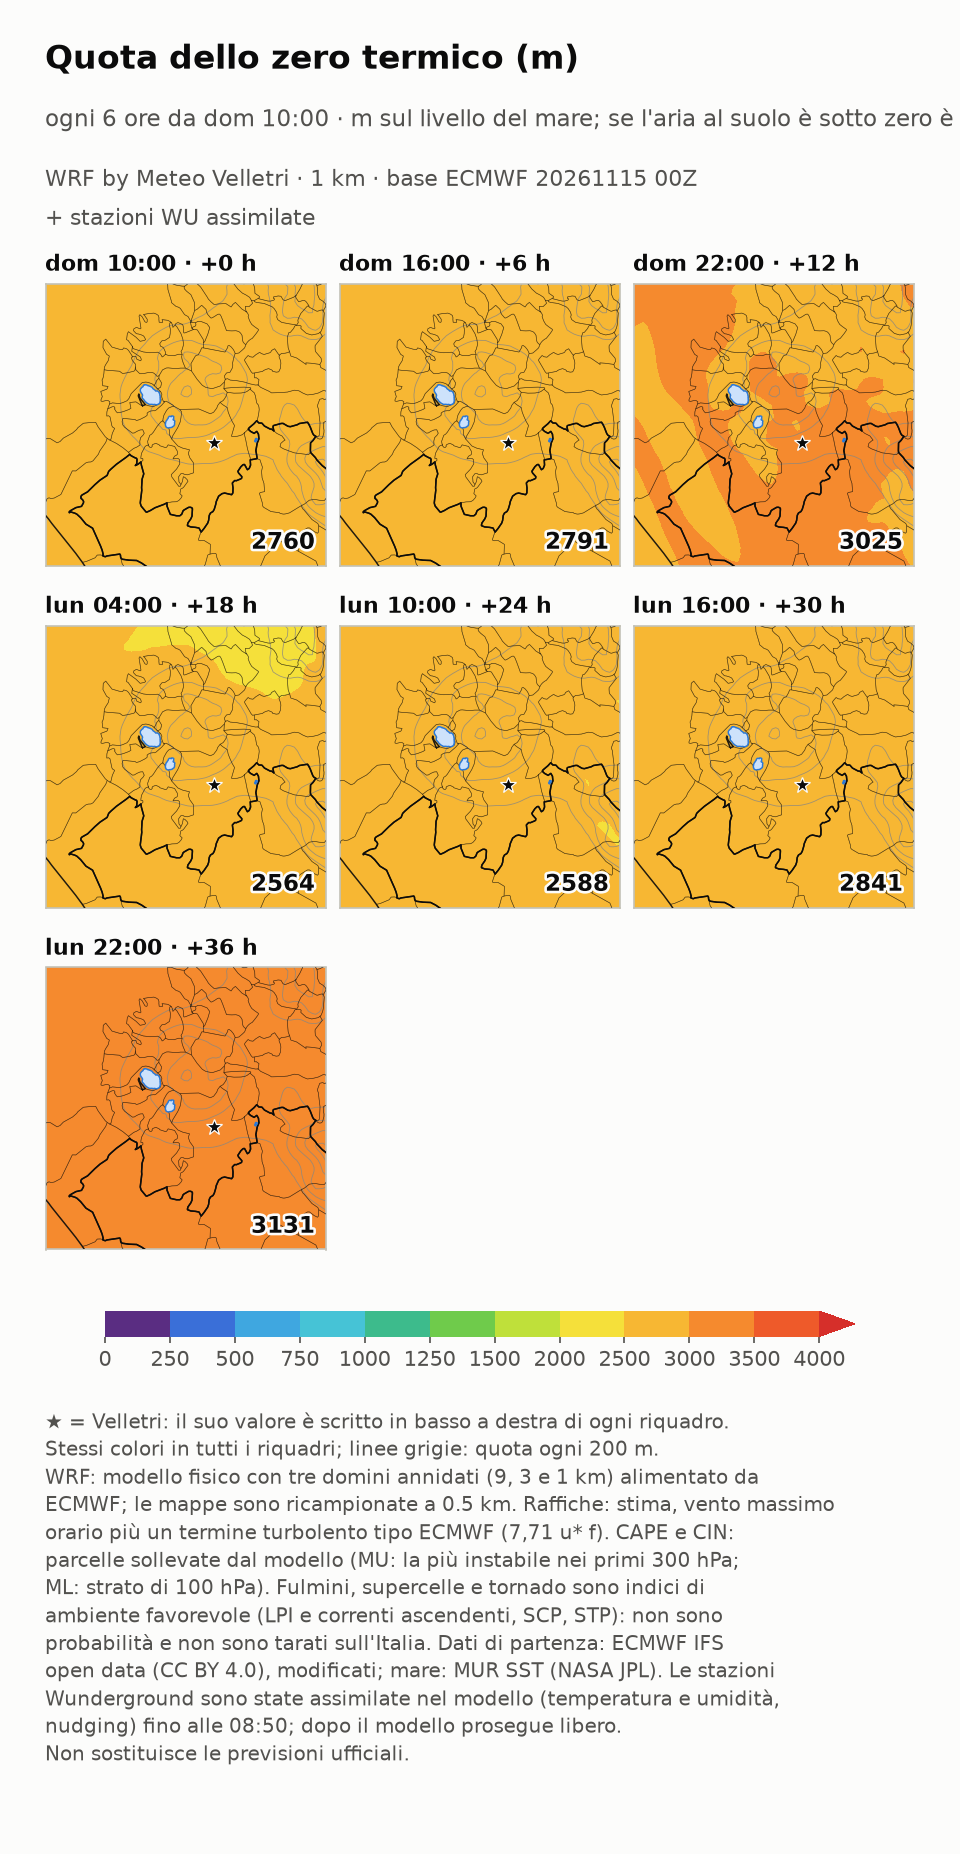 Quota dello zero termico (m)
ogni 6 ore da dom 10:00 · m sul livello del mare; se l'aria al suolo è sotto zero è
WRF by Meteo Velletri · 1 km · base ECMWF 20261115 00Z
+ stazioni WU assimilate
dom 10:00 · +0 h
dom 16:00 · +6 h
dom 22:00 · +12 h
2760
2791
3025
lun 04:00 · +18 h
lun 10:00 · +24 h
lun 16:00 · +30 h
2564
2588
2841
lun 22:00 · +36 h
3131
0 250 500 750 1000 1250 1500 2000 2500 3000 3500 4000
★ = Velletri: il suo valore è scritto in basso a destra di ogni riquadro.
Stessi colori in tutti i riquadri; linee grigie: quota ogni 200 m.
WRF: modello fisico con tre domini annidati (9, 3 e 1 km) alimentato da
ECMWF; le mappe sono ricampionate a 0.5 km. Raffiche: stima, vento massimo
orario più un termine turbolento tipo ECMWF (7,71 u* f). CAPE e CIN:
parcelle sollevate dal modello (MU: la più instabile nei primi 300 hPa;
ML: strato di 100 hPa). Fulmini, supercelle e tornado sono indici di
ambiente favorevole (LPI e correnti ascendenti, SCP, STP): non sono
probabilità e non sono tarati sull'Italia. Dati di partenza: ECMWF IFS
open data (CC BY 4.0), modificati; mare: MUR SST (NASA JPL). Le stazioni
Wunderground sono state assimilate nel modello (temperatura e umidità,
nudging) fino alle 08:50; dopo il modello prosegue libero.
Non sostituisce le previsioni ufficiali.